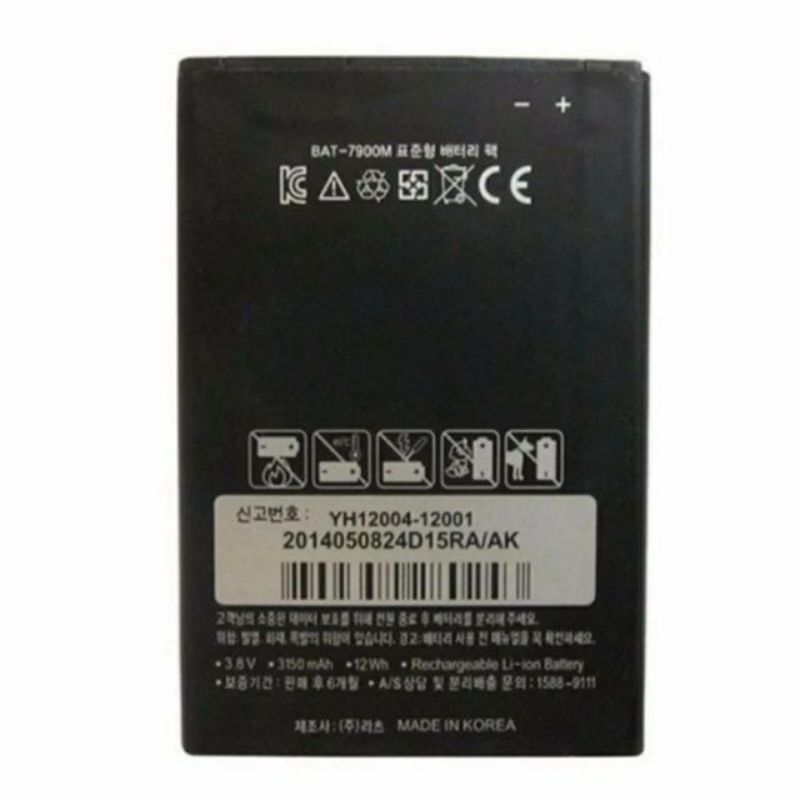 − +
BAT-7900M 표준형 배터리 팩
CE
신고번호 : YH12004-12001
2014050824D15RA/AK
고객님의 소중한 데이터 보호를 위해 전원 종료 후 배터리를 분리해 주세요.
위험: 발열, 화재, 폭발의 위험이 있습니다. 경고: 배터리 사용 전 매뉴얼을 꼭 확인하세요.
• 3.8 V • 3150 mAh • 12 Wh • Rechargeable Li-ion Battery
• 보증기간 : 판매 후 6개월 • A/S상담 및 분리배출 문의 : 1588-9111
제조사 : (주)라츠 MADE IN KOREA